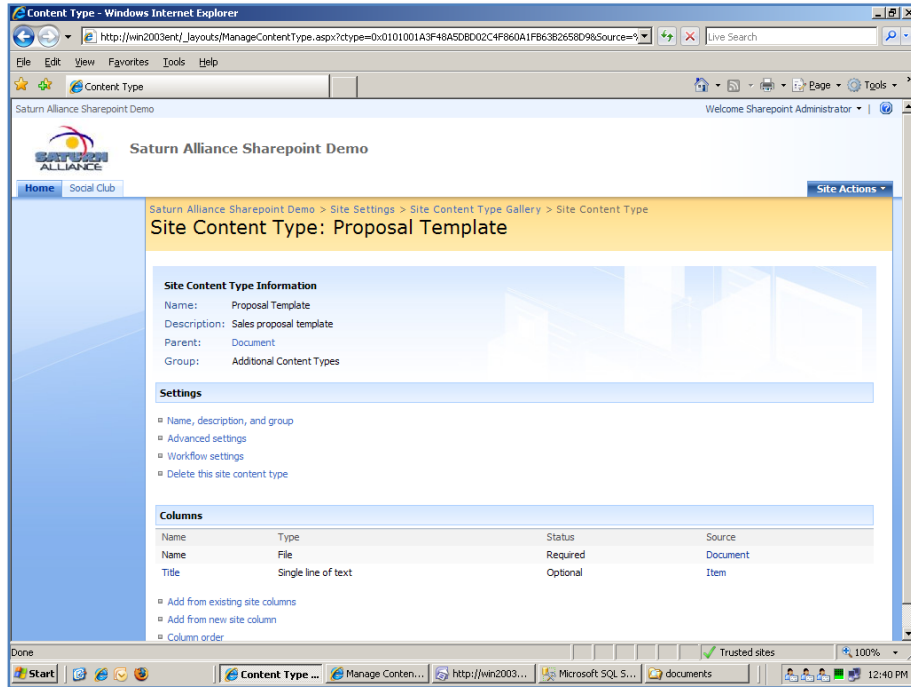 Content Type - Windows Internet Explorer
http://win2003ent/_layouts/ManageContentType.aspx?ctype=0x0101001A3F48A5DBD02C4F860A1FB63B2658D9&Source=%
Live Search
File Edit View Favorites Tools Help
Content Type
Page Tools
Saturn Alliance Sharepoint Demo
Welcome Sharepoint Administrator
SATURN
ALLIANCE
Saturn Alliance Sharepoint Demo
Home Social Club
Site Actions
Saturn Alliance Sharepoint Demo > Site Settings > Site Content Type Gallery > Site Content Type
Site Content Type: Proposal Template
Site Content Type Information
Name: Proposal Template
Description: Sales proposal template
Parent: Document
Group: Additional Content Types
Settings
Name, description, and group
Advanced settings
Workflow settings
Delete this site content type
Columns
Name Type Status Source
Name File Required Document
Title Single line of text Optional Item
Add from existing site columns
Add from new site column
Column order
Done
Trusted sites
100%
Start
Content Type ...
Manage Conten...
http://win2003...
Microsoft SQL S...
documents
12:40 PM